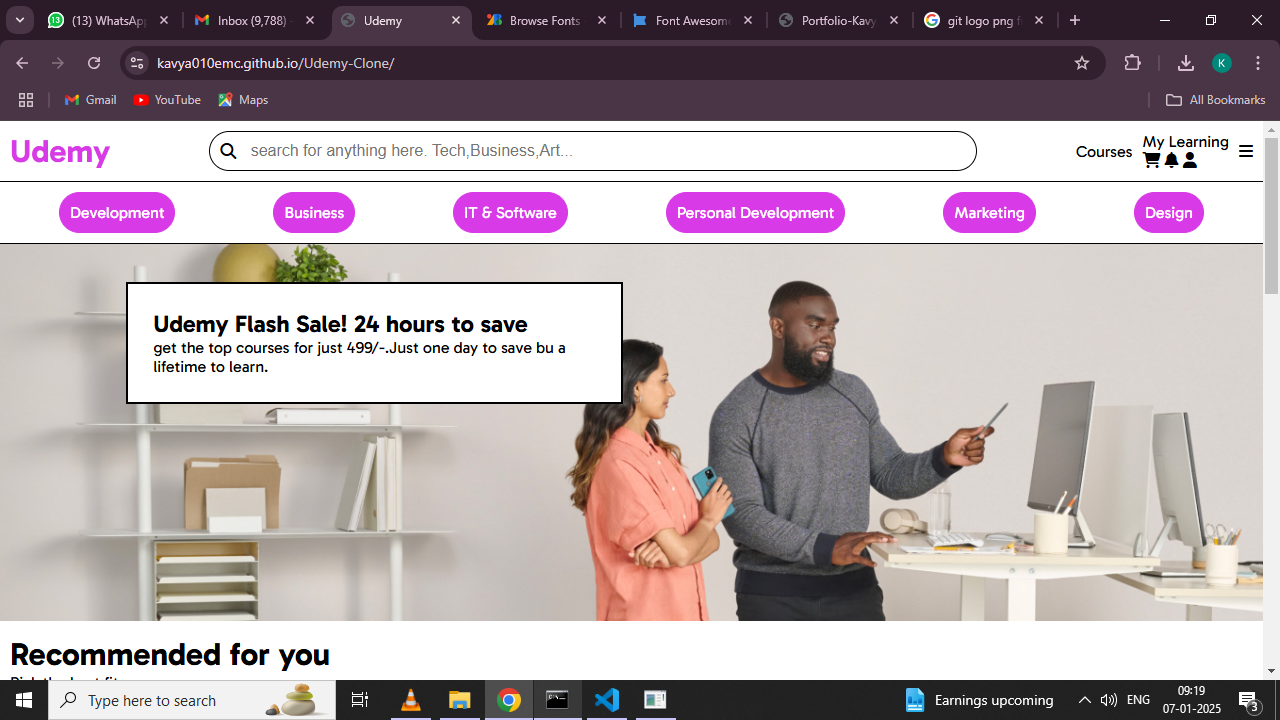 (13) WhatsApp
Inbox (9,788)
Udemy
Browse Fonts
Font Awesome
Portfolio-Kavy
git logo png f
kavya010emc.github.io/Udemy-Clone/
K
Gmail
YouTube
Maps
All Bookmarks
Udemy
search for anything here. Tech,Business,Art...
Courses
My Learning
Development
Business
IT & Software
Personal Development
Marketing
Design
Udemy Flash Sale! 24 hours to save
get the top courses for just 499/-.Just one day to save bu a
lifetime to learn.
Recommended for you
Type here to search
Earnings upcoming
ENG
09:19
07-01-2025
3